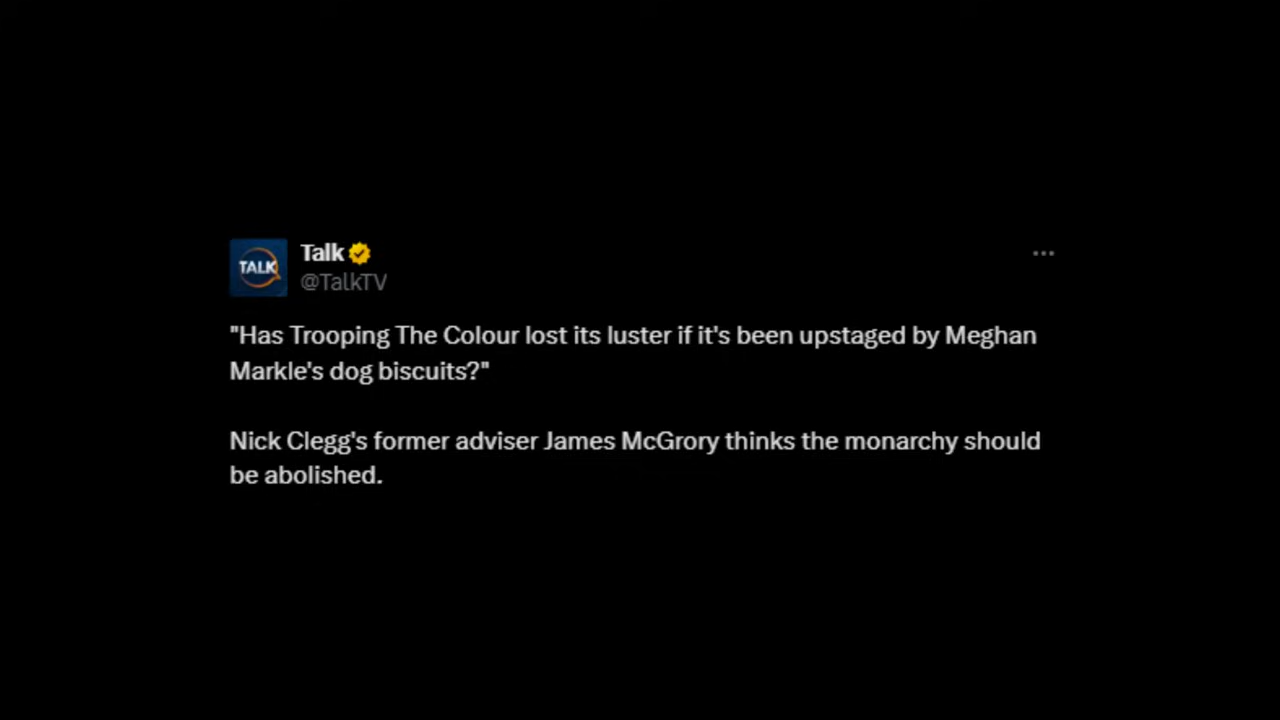 TALK
Talk
@TalkTV
"Has Trooping The Colour lost its luster if it's been upstaged by Meghan
Markle's dog biscuits?"
Nick Clegg's former adviser James McGrory thinks the monarchy should
be abolished.